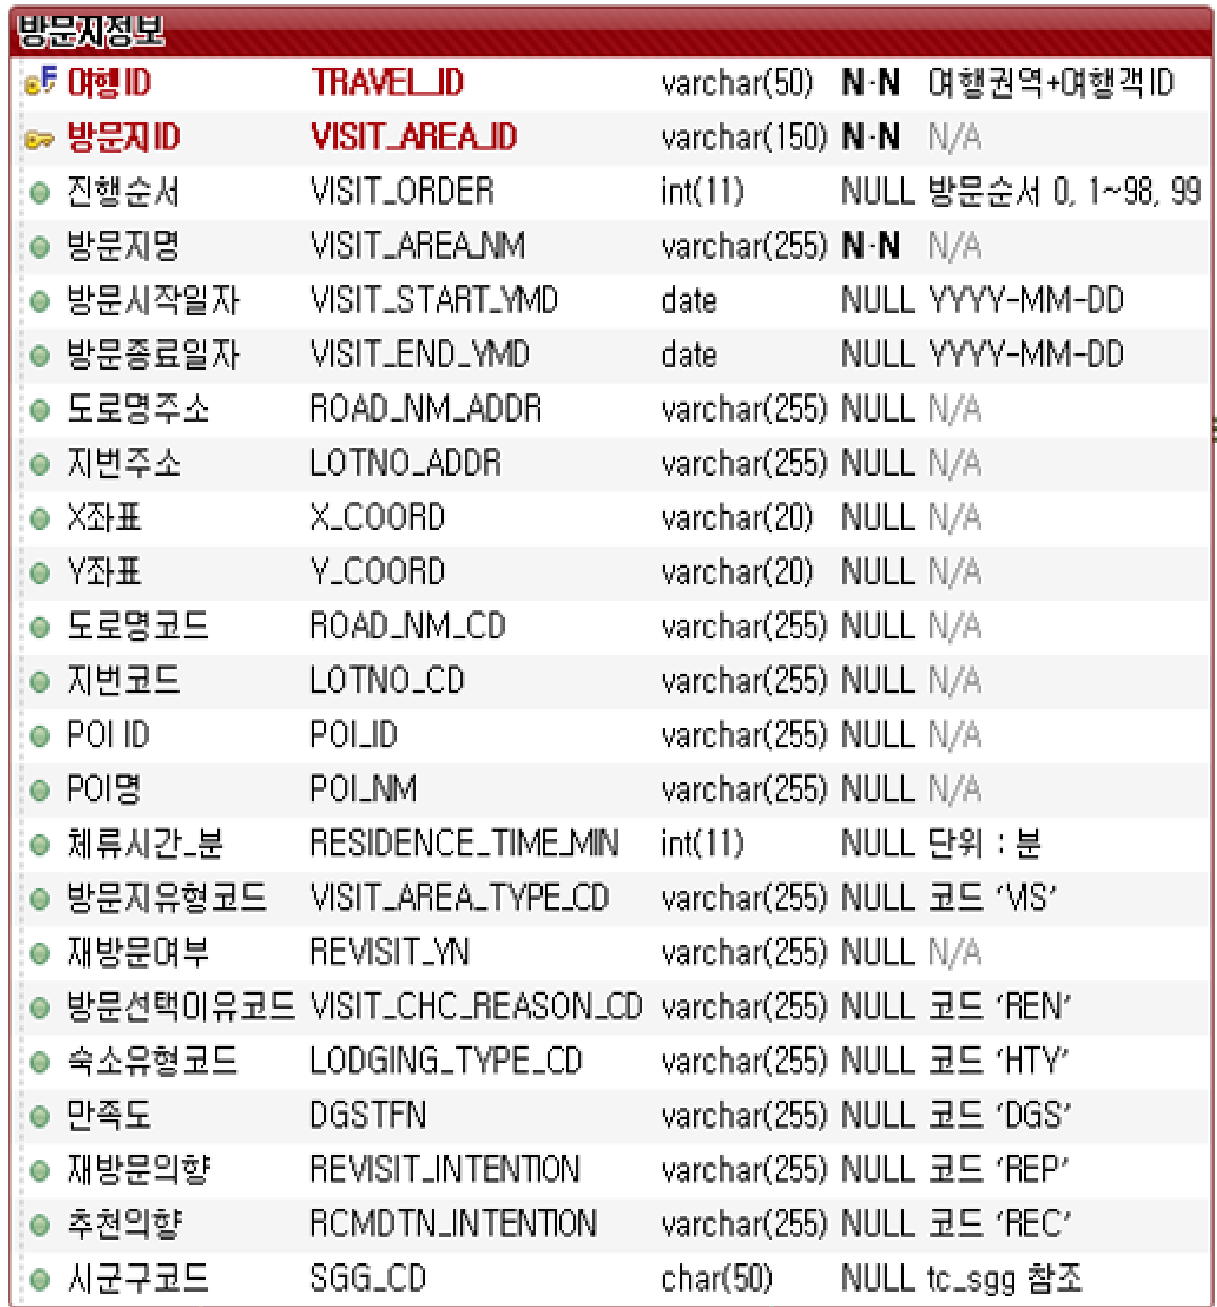 방문지정보
여행ID TRAVEL_ID varchar(50) N-N 여행권역+여행객ID
방문지ID VISIT_AREA_ID varchar(150) N-N N/A
진행순서 VISIT_ORDER int(11) NULL 방문순서 0, 1~98, 99
방문지명 VISIT_AREA_NM varchar(255) N-N N/A
방문시작일자 VISIT_START_YMD date NULL YYYY-MM-DD
방문종료일자 VISIT_END_YMD date NULL YYYY-MM-DD
도로명주소 ROAD_NM_ADDR varchar(255) NULL N/A
지번주소 LOTNO_ADDR varchar(255) NULL N/A
X좌표 X_COORD varchar(20) NULL N/A
Y좌표 Y_COORD varchar(20) NULL N/A
도로명코드 ROAD_NM_CD varchar(255) NULL N/A
지번코드 LOTNO_CD varchar(255) NULL N/A
POI ID POI_ID varchar(255) NULL N/A
POI명 POI_NM varchar(255) NULL N/A
체류시간_분 RESIDENCE_TIME_MIN int(11) NULL 단위 : 분
방문지유형코드 VISIT_AREA_TYPE_CD varchar(255) NULL 코드 ‘VIS’
재방문여부 REVISIT_YN varchar(255) NULL N/A
방문선택이유코드 VISIT_CHC_REASON_CD varchar(255) NULL 코드 ‘REN’
숙소유형코드 LODGING_TYPE_CD varchar(255) NULL 코드 ‘HTY’
만족도 DGSTFN varchar(255) NULL 코드 ‘DGS’
재방문의향 REVISIT_INTENTION varchar(255) NULL 코드 ‘REP’
추천의향 RCMDTN_INTENTION varchar(255) NULL 코드 ‘REC’
시군구코드 SGG_CD char(50) NULL tc_sgg 참조